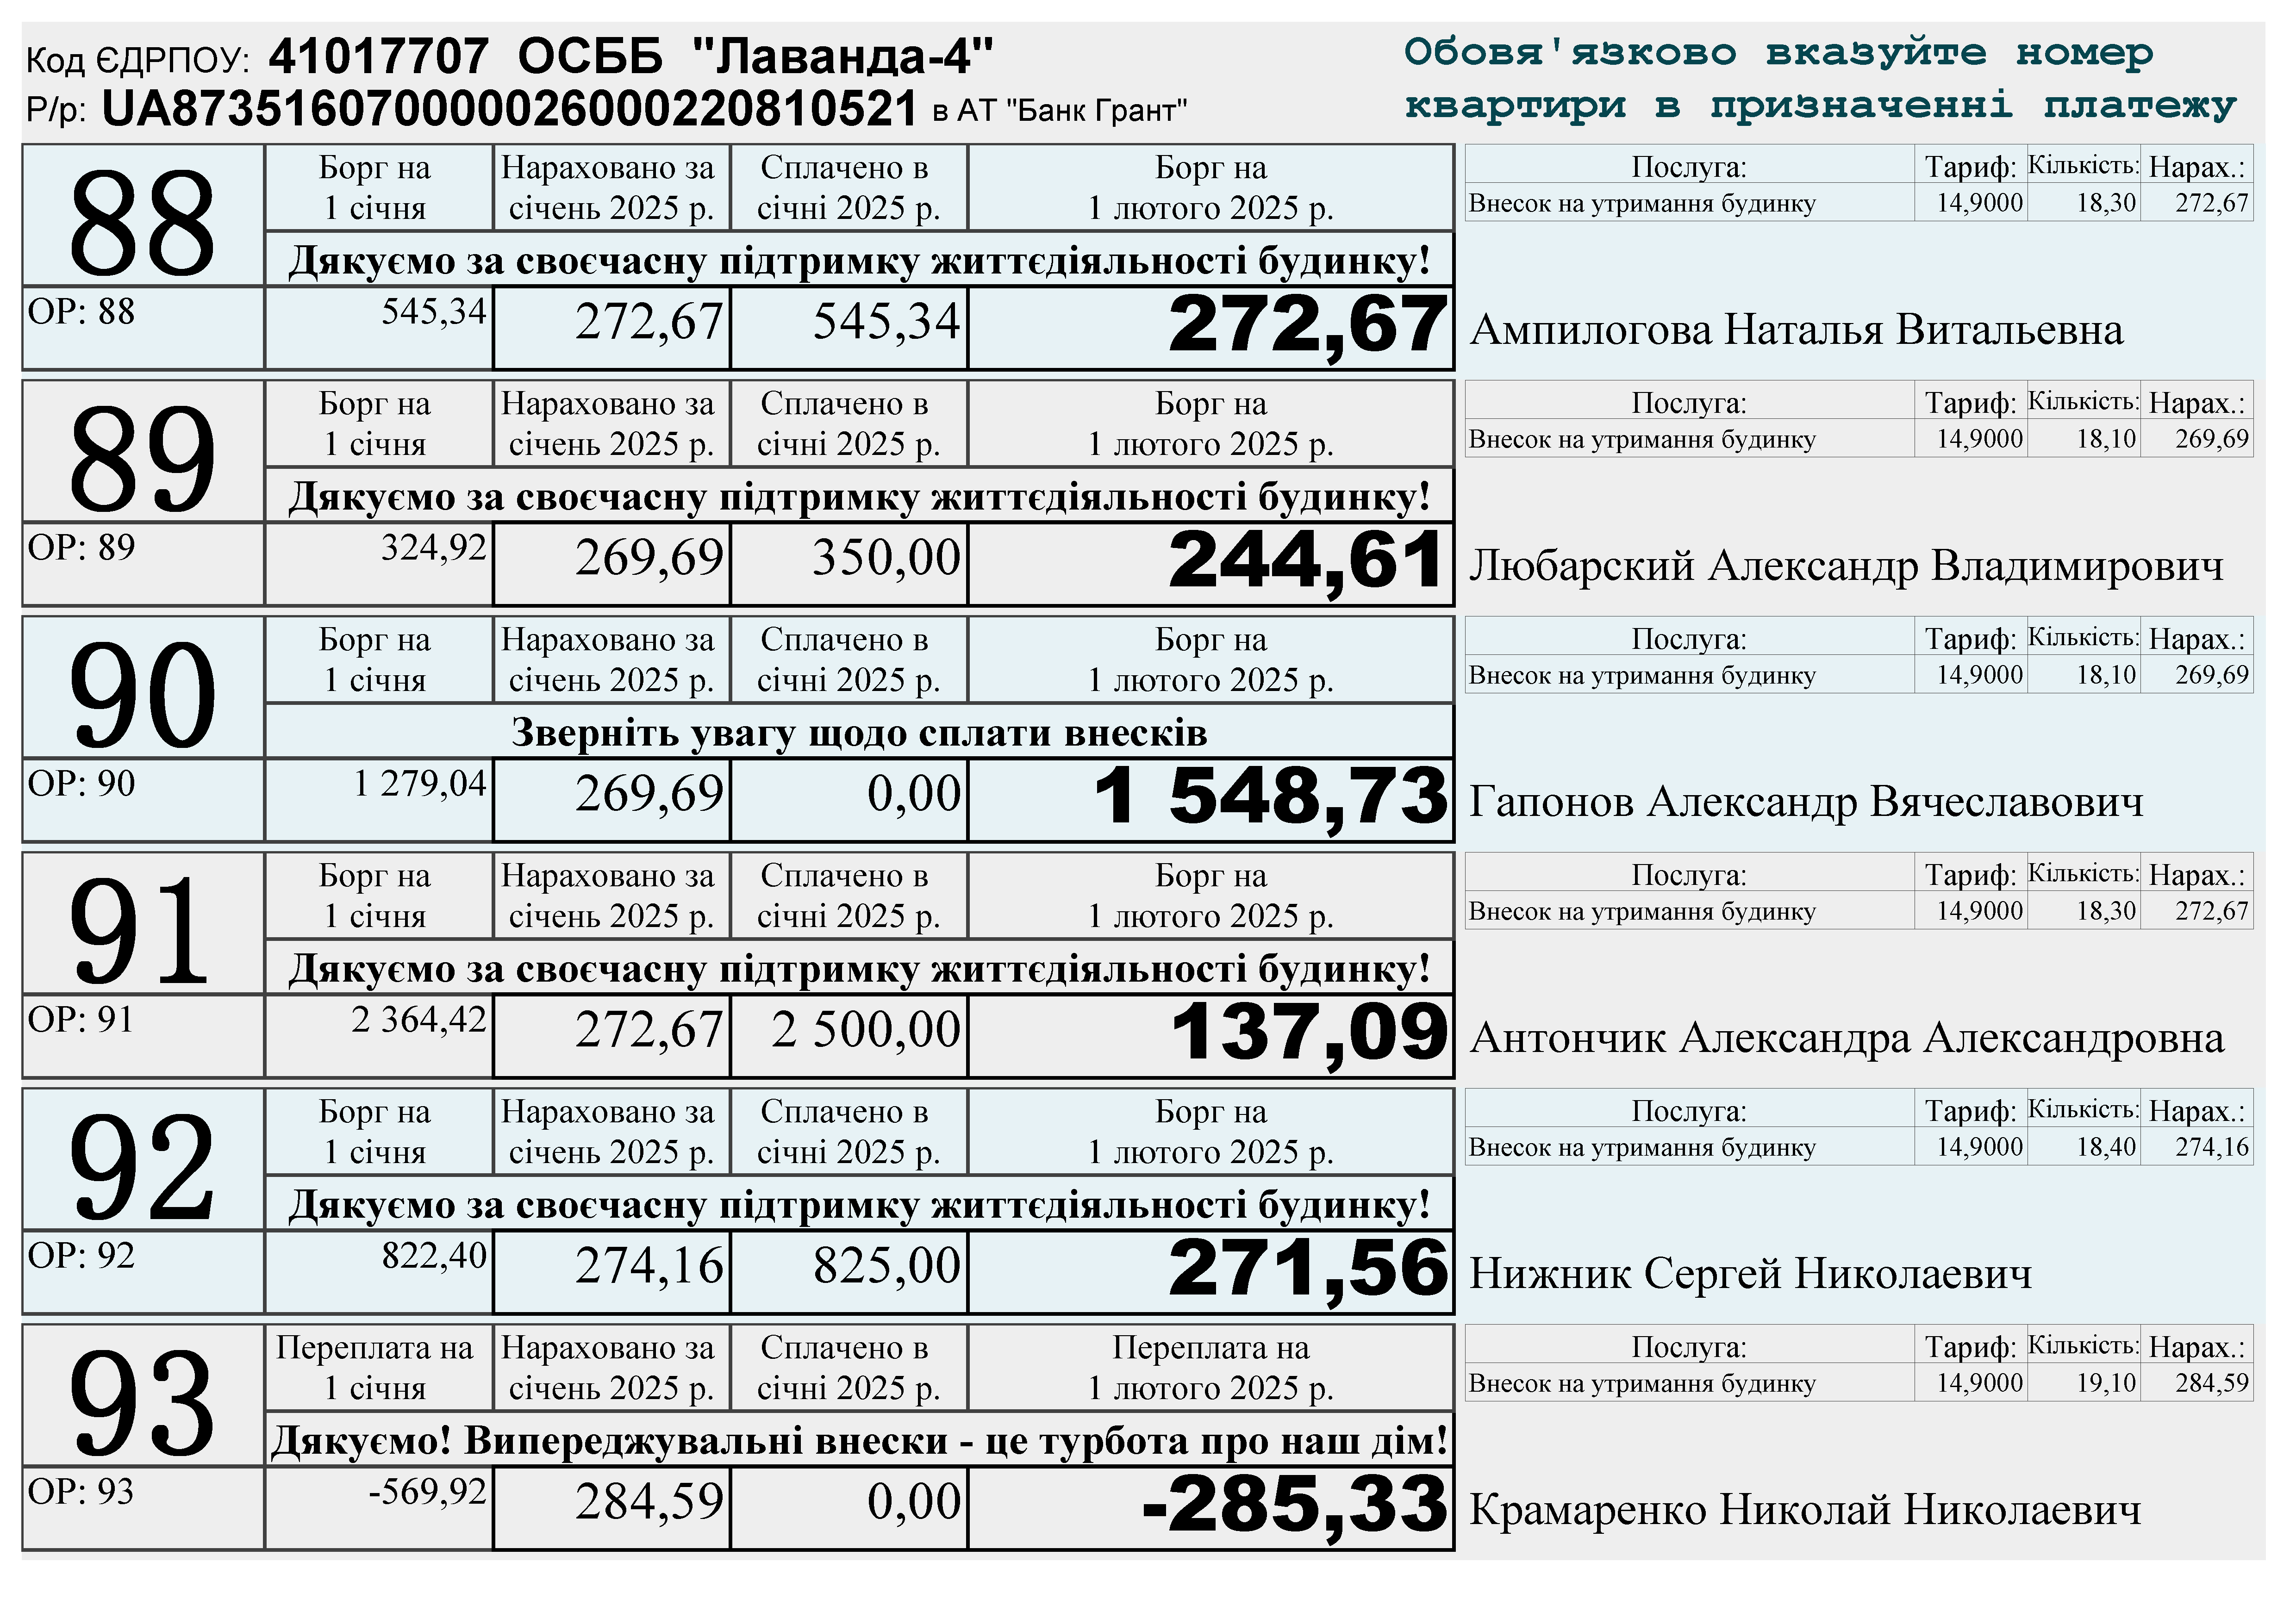 Код ЄДРПОУ: 41017707 ОСББ "Лаванда-4"
Р/р: UA873516070000026000220810521 в АТ "Банк Грант"
Обовя'язково вказуйте номер
квартири в призначенні платежу
88
Борг на
1 січня
Нараховано за
січень 2025 р.
Сплачено в
січні 2025 р.
Борг на
1 лютого 2025 р.
Дякуємо за своєчасну підтримку життєдіяльності будинку!
ОР: 88 545,34 272,67 545,34 272,67
Послуга: Тариф: Кількість: Нарах.:
Внесок на утримання будинку 14,9000 18,30 272,67
Ампилогова Наталья Витальевна
89
Борг на
1 січня
Нараховано за
січень 2025 р.
Сплачено в
січні 2025 р.
Борг на
1 лютого 2025 р.
Дякуємо за своєчасну підтримку життєдіяльності будинку!
ОР: 89 324,92 269,69 350,00 244,61
Послуга: Тариф: Кількість: Нарах.:
Внесок на утримання будинку 14,9000 18,10 269,69
Любарский Александр Владимирович
90
Борг на
1 січня
Нараховано за
січень 2025 р.
Сплачено в
січні 2025 р.
Борг на
1 лютого 2025 р.
Зверніть увагу щодо сплати внесків
ОР: 90 1 279,04 269,69 0,00 1 548,73
Послуга: Тариф: Кількість: Нарах.:
Внесок на утримання будинку 14,9000 18,10 269,69
Гапонов Александр Вячеславович
91
Борг на
1 січня
Нараховано за
січень 2025 р.
Сплачено в
січні 2025 р.
Борг на
1 лютого 2025 р.
Дякуємо за своєчасну підтримку життєдіяльності будинку!
ОР: 91 2 364,42 272,67 2 500,00 137,09
Послуга: Тариф: Кількість: Нарах.:
Внесок на утримання будинку 14,9000 18,30 272,67
Антончик Александра Александровна
92
Борг на
1 січня
Нараховано за
січень 2025 р.
Сплачено в
січні 2025 р.
Борг на
1 лютого 2025 р.
Дякуємо за своєчасну підтримку життєдіяльності будинку!
ОР: 92 822,40 274,16 825,00 271,56
Послуга: Тариф: Кількість: Нарах.:
Внесок на утримання будинку 14,9000 18,40 274,16
Нижник Сергей Николаевич
93
Переплата на
1 січня
Нараховано за
січень 2025 р.
Сплачено в
січні 2025 р.
Переплата на
1 лютого 2025 р.
Дякуємо! Випереджувальні внески - це турбота про наш дім!
ОР: 93 -569,92 284,59 0,00 -285,33
Послуга: Тариф: Кількість: Нарах.:
Внесок на утримання будинку 14,9000 19,10 284,59
Крамаренко Николай Николаевич